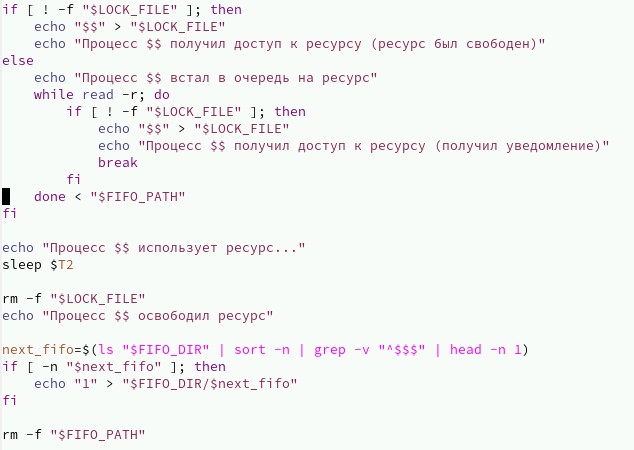 if [ ! -f "$LOCK_FILE" ]; then
    echo "$$" > "$LOCK_FILE"
    echo "Процесс $$ получил доступ к ресурсу (ресурс был свободен)"
else
    echo "Процесс $$ встал в очередь на ресурс"
    while read -r; do
        if [ ! -f "$LOCK_FILE" ]; then
            echo "$$" > "$LOCK_FILE"
            echo "Процесс $$ получил доступ к ресурсу (получил уведомление)"
            break
        fi
    done < "$FIFO_PATH"
fi

echo "Процесс $$ использует ресурс..."
sleep $T2

rm -f "$LOCK_FILE"
echo "Процесс $$ освободил ресурс"

next_fifo=$(ls "$FIFO_DIR" | sort -n | grep -v "^$$$" | head -n 1)
if [ -n "$next_fifo" ]; then
    echo "1" > "$FIFO_DIR/$next_fifo"
fi

rm -f "$FIFO_PATH"